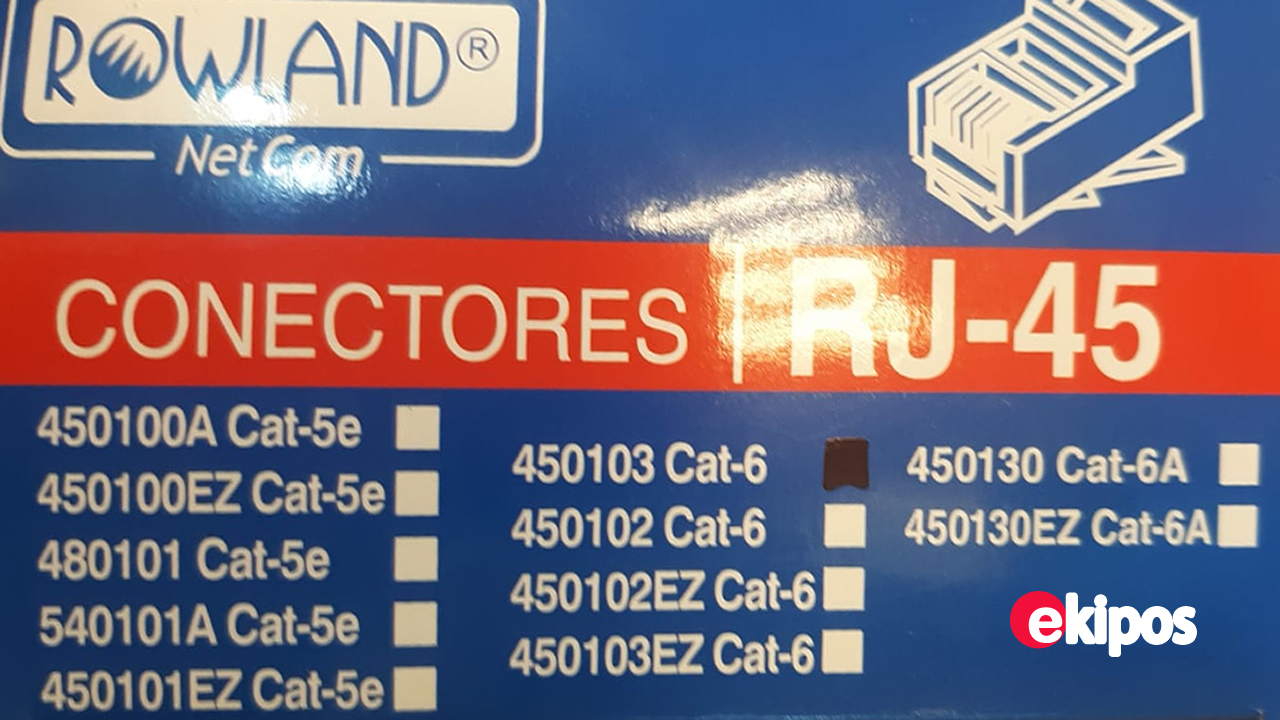 ROWLAND®
Net Com
CONECTORES | RJ-45
450100A Cat-5e
450100EZ Cat-5e
480101 Cat-5e
540101A Cat-5e
450101EZ Cat-5e
450103 Cat-6
450102 Cat-6
450102EZ Cat-6
450103EZ Cat-6
450130 Cat-6A
450130EZ Cat-6A
ekipos